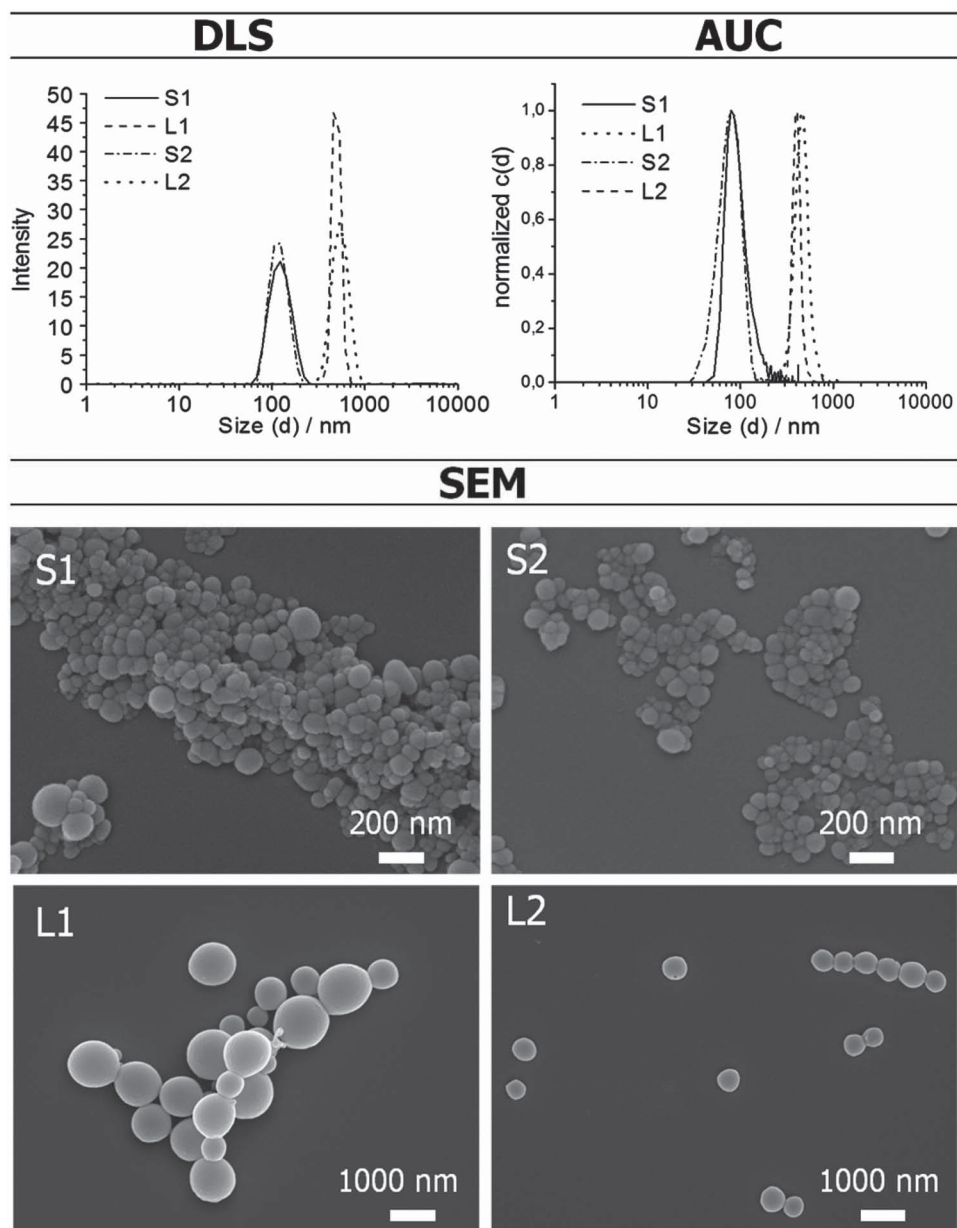 DLS
AUC
50
45
40
35
30
25
20
15
10
5
0
Intensity
S1
L1
S2
L2
1
10
100
1000
10000
Size (d) / nm
1,0
0,8
0,6
0,4
0,2
0,0
normalized c(d)
S1
L1
S2
L2
1
10
100
1000
10000
Size (d) / nm
SEM
S1
200 nm
S2
200 nm
L1
1000 nm
L2
1000 nm